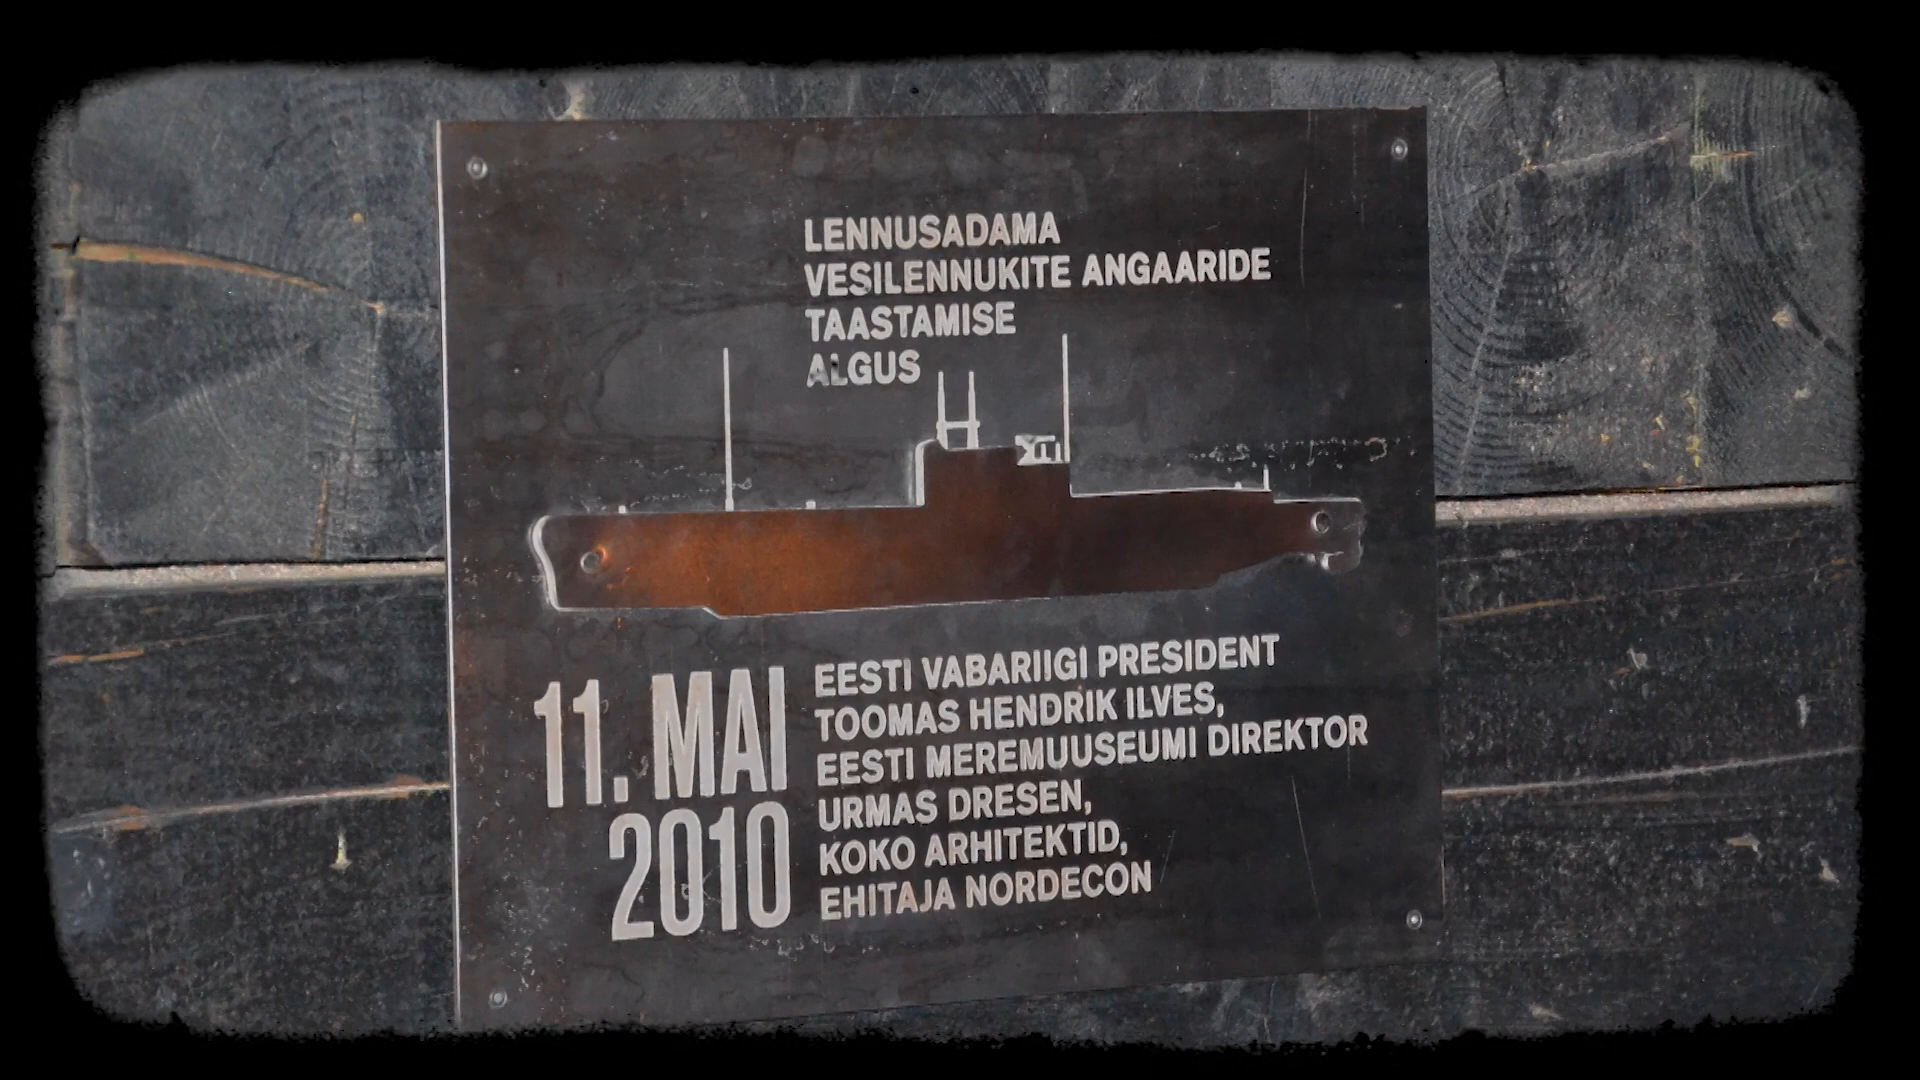 LENNUSADAMA
VESILENNUKITE ANGAARIDE
TAASTAMISE
ALGUS
11. MAI
2010
EESTI VABARIIGI PRESIDENT
TOOMAS HENDRIK ILVES,
EESTI MEREMUUSEUMI DIREKTOR
URMAS DRESEN,
KOKO ARHITEKTID,
EHITAJA NORDECON